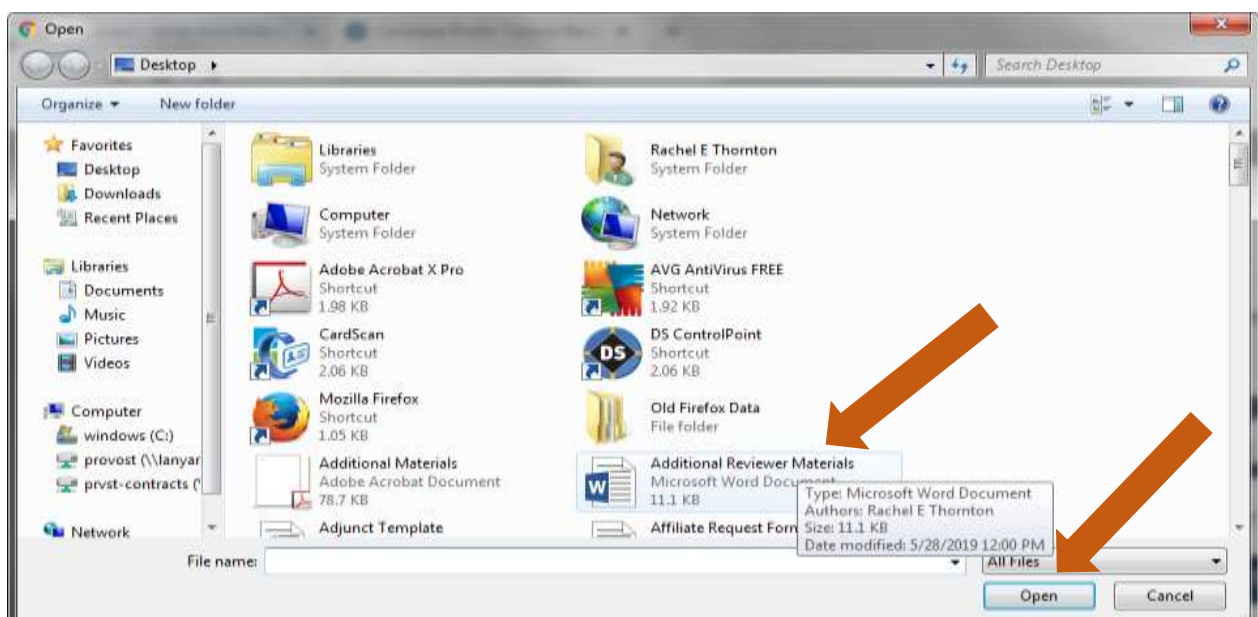 Open
Desktop
Search Desktop
Organize
New folder
Favorites
Desktop
Downloads
Recent Places
Libraries
Documents
Music
Pictures
Videos
Computer
windows (C:)
provost (\\lanyar
prvst-contracts (
Network
Libraries
System Folder
Rachel E Thornton
System Folder
Computer
System Folder
Network
System Folder
Adobe Acrobat X Pro
Shortcut
1.98 KB
AVG AntiVirus FREE
Shortcut
1.92 KB
CardScan
Shortcut
2.06 KB
DS
DS ControlPoint
Shortcut
2.06 KB
Mozilla Firefox
Shortcut
1.05 KB
Old Firefox Data
File folder
Additional Materials
Adobe Acrobat Document
78.7 KB
W
Additional Reviewer Materials
Microsoft Word Document
11.1 KB
Type: Microsoft Word Document
Authors: Rachel E Thornton
Size: 11.1 KB
Date modified: 5/28/2019 12:00 PM
Adjunct Template
Affiliate Request Form
File name:
All Files
Open
Cancel